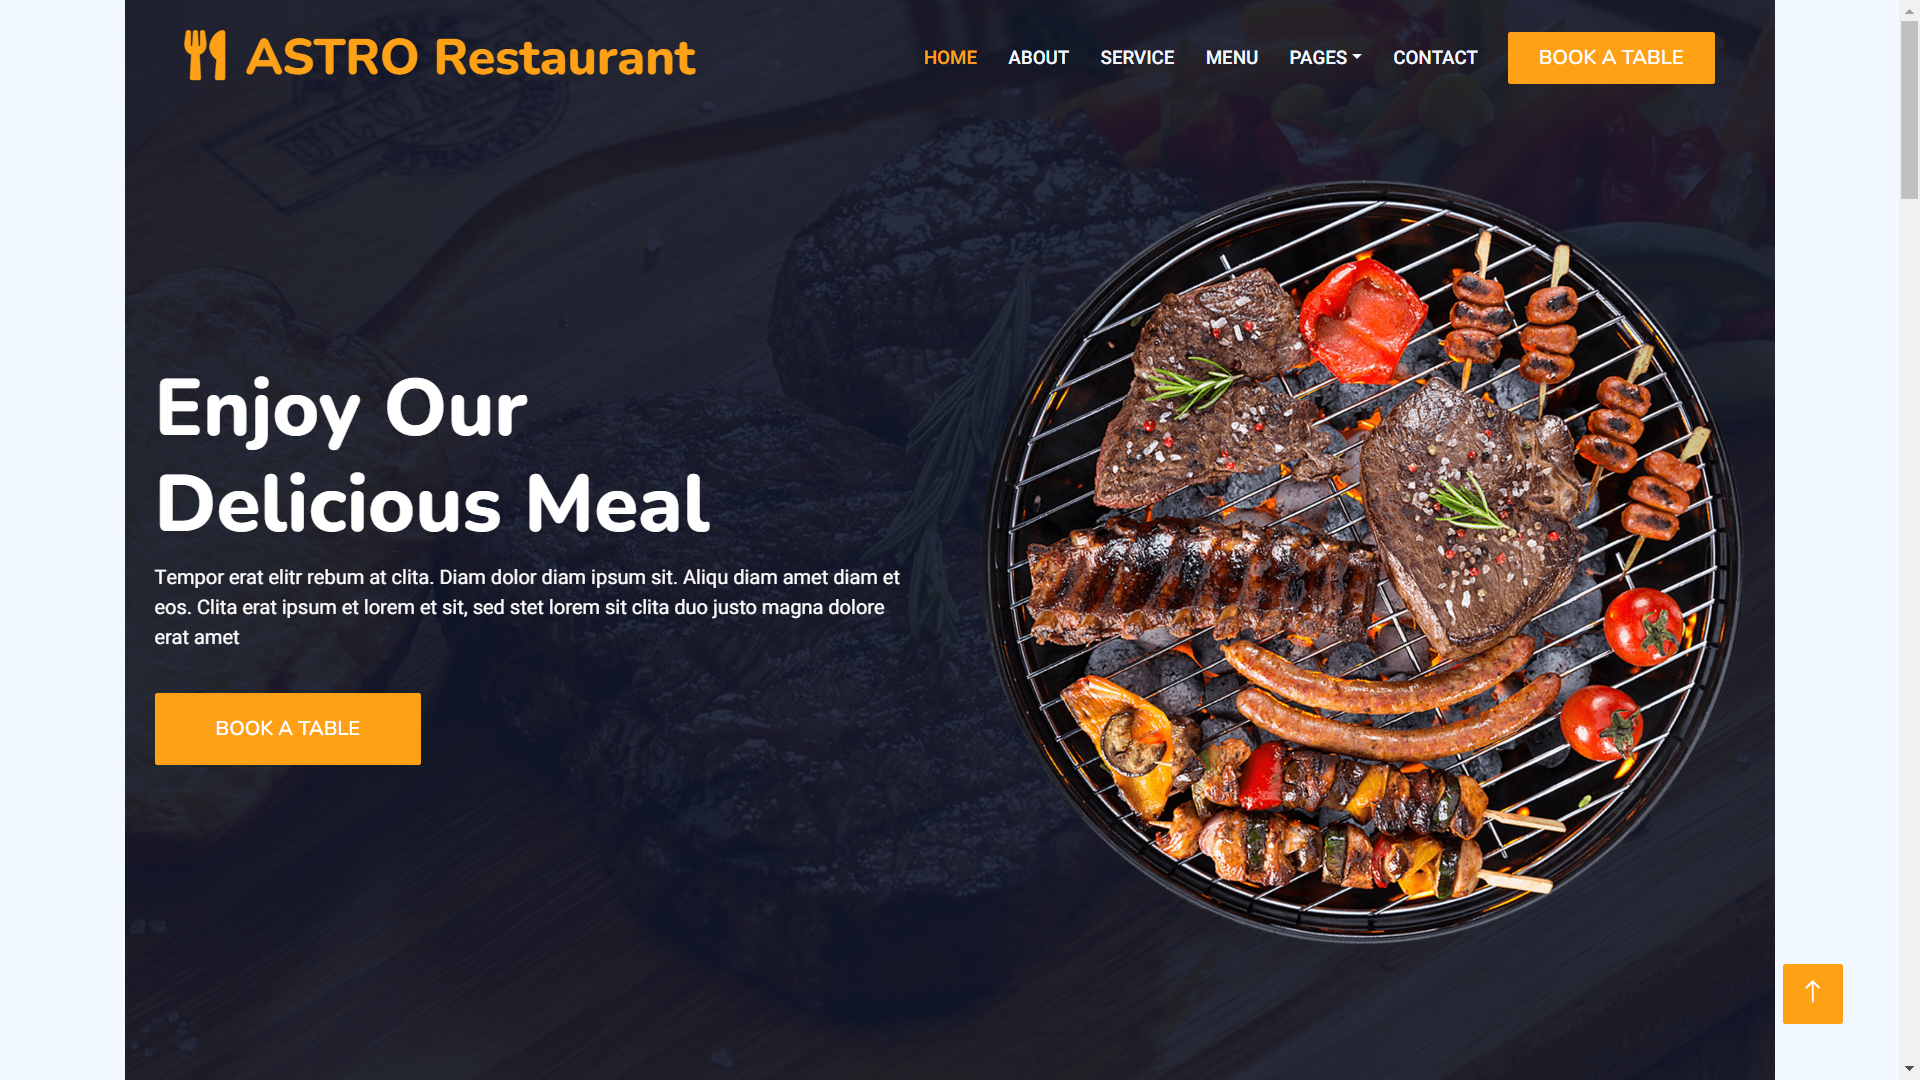 ASTRO Restaurant
HOME ABOUT SERVICE MENU PAGES CONTACT BOOK A TABLE
Enjoy Our
Delicious Meal
Tempor erat elitr rebum at clita. Diam dolor diam ipsum sit. Aliqu diam amet diam et
eos. Clita erat ipsum et lorem et sit, sed stet lorem sit clita duo justo magna dolore
erat amet
BOOK A TABLE